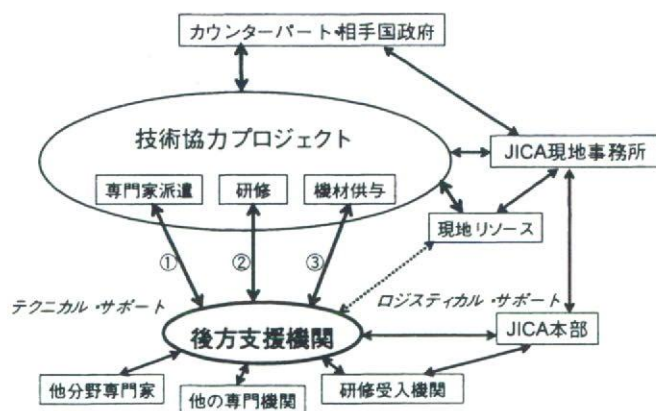 カウンターパート・相手国政府
技術協力プロジェクト
JICA現地事務所
専門家派遣
研修
機材供与
現地リソース
①
②
③
テクニカル・サポート
ロジスティカル・サポート
後方支援機関
JICA本部
他分野専門家
他の専門機関
研修受入機関